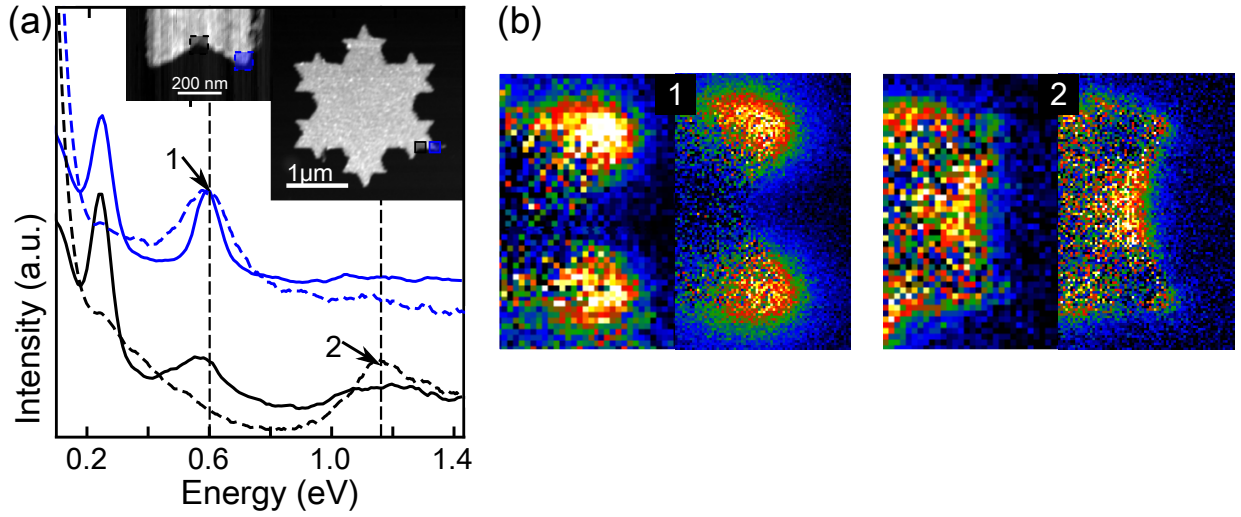 (a)
200 nm
1μm
1
2
Intensity (a.u.)
0.2
0.6
1.0
1.4
Energy (eV)
(b)
1
2